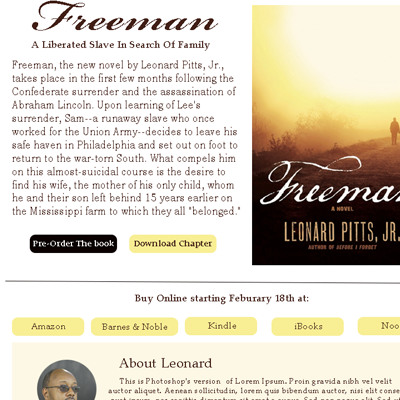 Freeman
A Liberated Slave In Search Of Family
Freeman, the new novel by Leonard Pitts, Jr.,
takes place in the first few months following the
Confederate surrender and the assassination of
Abraham Lincoln. Upon learning of Lee's
surrender, Sam--a runaway slave who once
worked for the Union Army--decides to leave his
safe haven in Philadelphia and set out on foot to
return to the war-torn South. What compels him
on this almost-suicidal course is the desire to
find his wife, the mother of his only child, whom
he and their son left behind 15 years earlier on
the Mississippi farm to which they all "belonged."
Pre-Order The book
Download Chapter
Freeman
A NOVEL
LEONARD PITTS, JR.
AUTHOR OF BEFORE I FORGET
Buy Online starting Feburary 18th at:
Amazon
Barnes & Noble
Kindle
iBooks
Noo
About Leonard
This is Photoshop's version of Lorem Ipsum. Proin gravida nibh vel velit
auctor aliquet. Aenean sollicitudin, lorem quis bibendum auctor, nisi elit conse